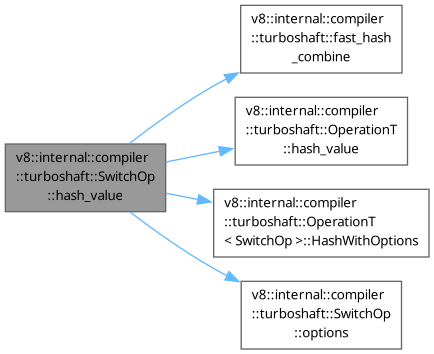 v8::internal::compiler
::turboshaft::SwitchOp
::hash_value
v8::internal::compiler
::turboshaft::fast_hash
_combine
v8::internal::compiler
::turboshaft::OperationT
::hash_value
v8::internal::compiler
::turboshaft::OperationT
< SwitchOp >::HashWithOptions
v8::internal::compiler
::turboshaft::SwitchOp
::options